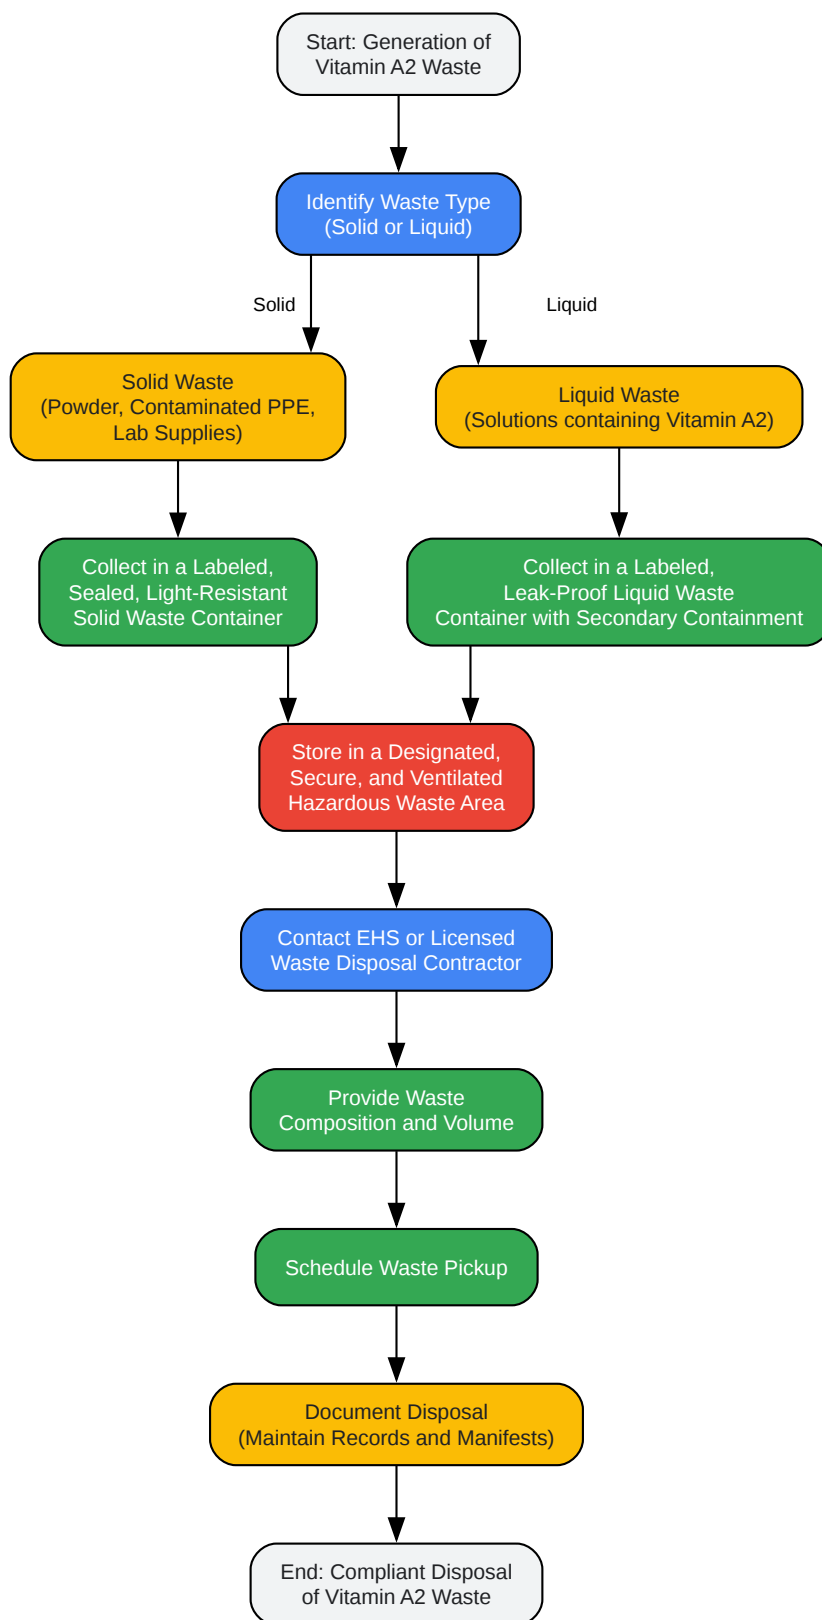 Start: Generation of
Vitamin A2 Waste
Identify Waste Type
(Solid or Liquid)
Solid
Liquid
Solid Waste
(Powder, Contaminated PPE,
Lab Supplies)
Liquid Waste
(Solutions containing Vitamin A2)
Collect in a Labeled,
Sealed, Light-Resistant
Solid Waste Container
Collect in a Labeled,
Leak-Proof Liquid Waste
Container with Secondary Containment
Store in a Designated,
Secure, and Ventilated
Hazardous Waste Area
Contact EHS or Licensed
Waste Disposal Contractor
Provide Waste
Composition and Volume
Schedule Waste Pickup
Document Disposal
(Maintain Records and Manifests)
End: Compliant Disposal
of Vitamin A2 Waste